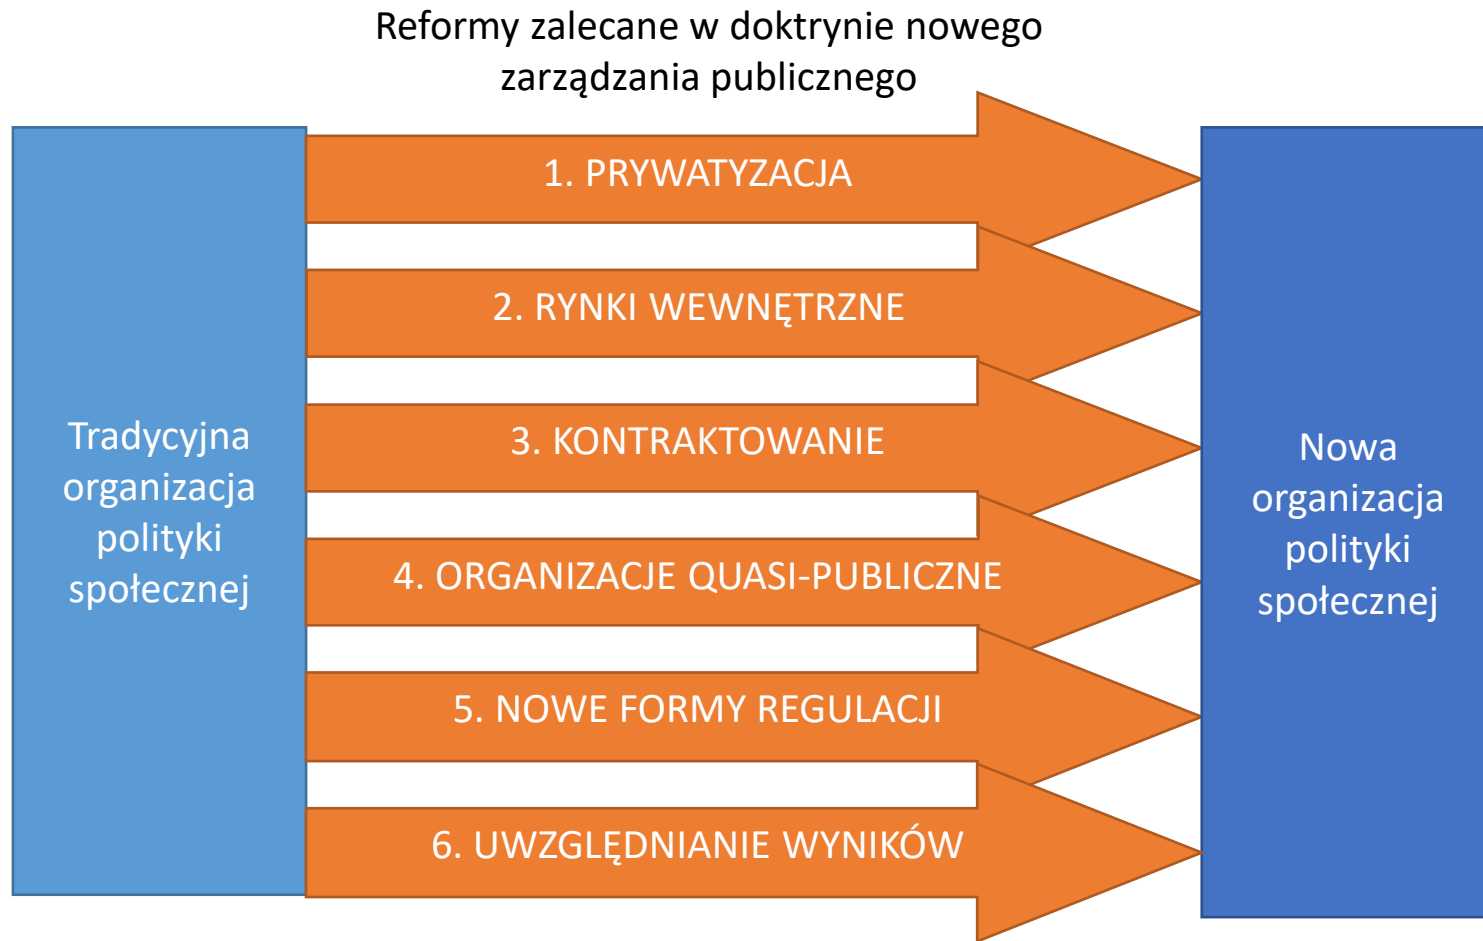 Reformy zalecane w doktrynie nowego
zarządzania publicznego
Tradycyjna
organizacja
polityki
społecznej
1. PRYWATYZACJA
2. RYNKI WEWNĘTRZNE
3. KONTRAKTOWANIE
4. ORGANIZACJE QUASI-PUBLICZNE
5. NOWE FORMY REGULACJI
6. UWZGLĘDNIANIE WYNIKÓW
Nowa
organizacja
polityki
społecznej